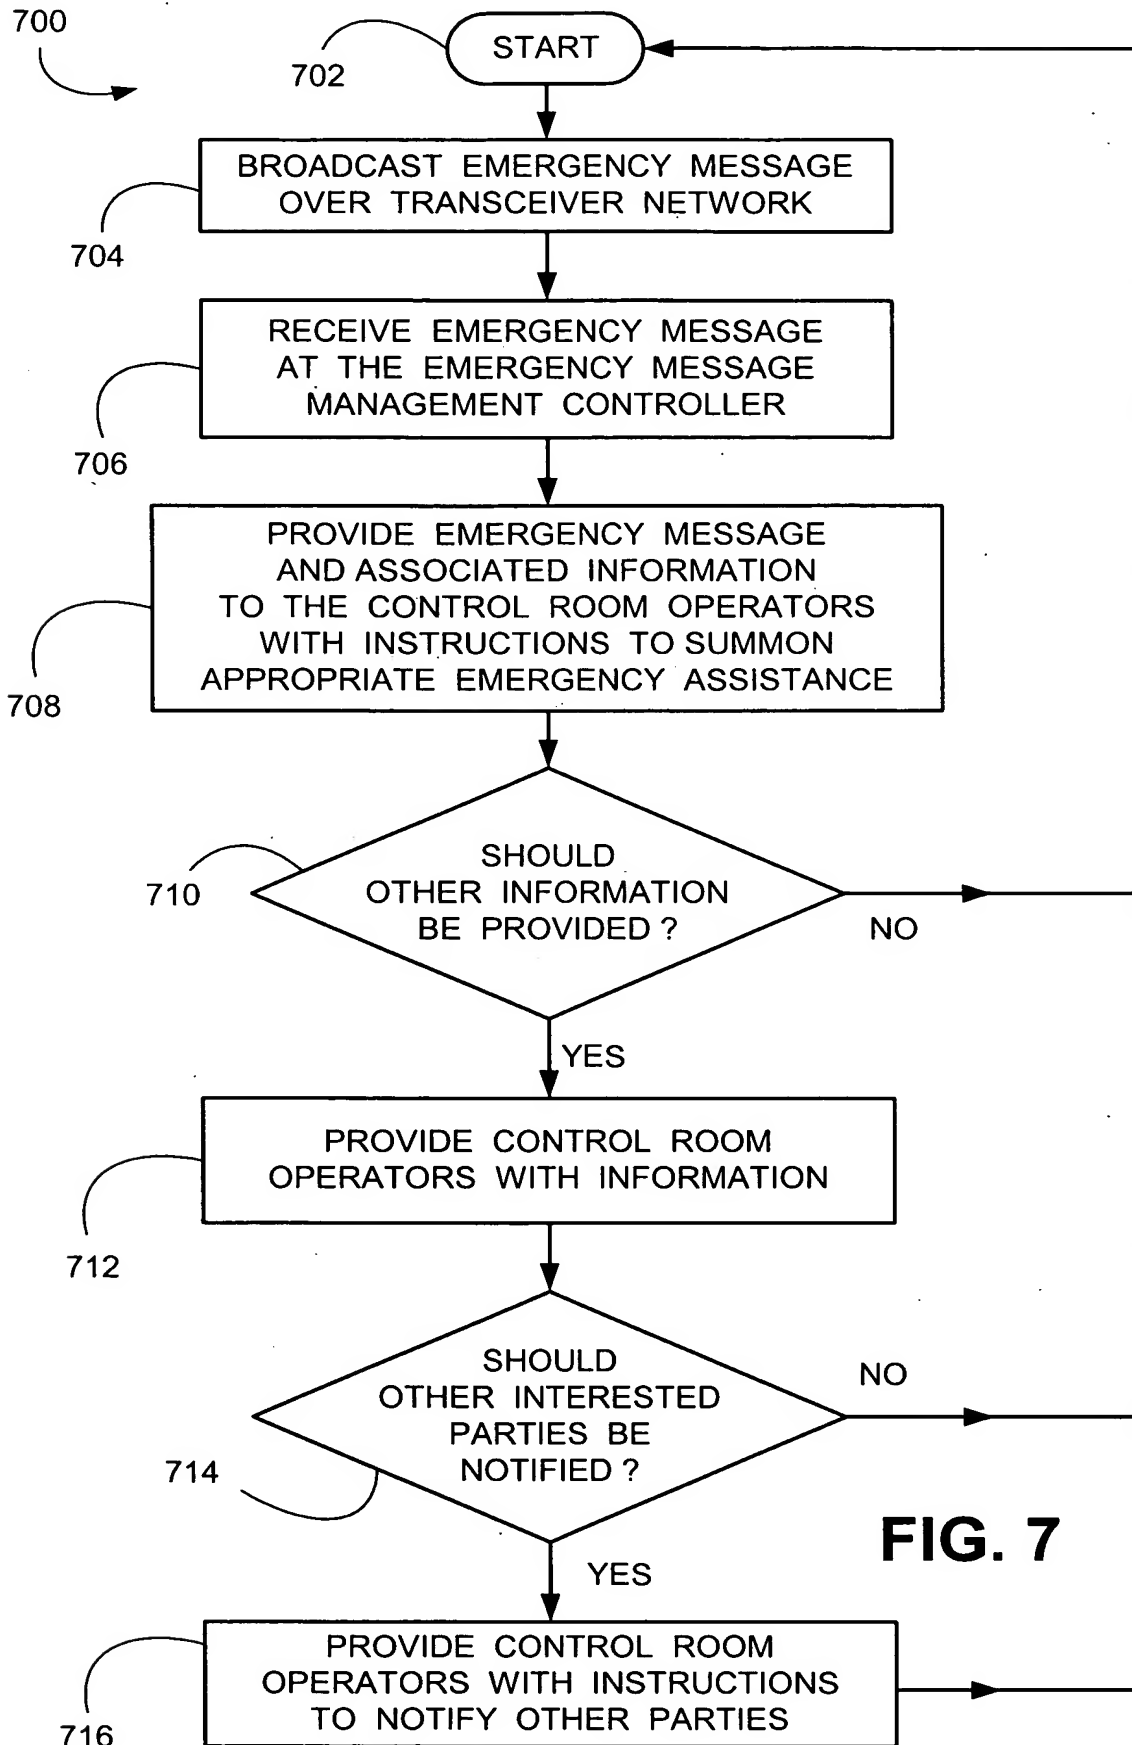 700
START
702
BROADCAST EMERGENCY MESSAGE
OVER TRANSCEIVER NETWORK
704
RECEIVE EMERGENCY MESSAGE
AT THE EMERGENCY MESSAGE
MANAGEMENT CONTROLLER
706
PROVIDE EMERGENCY MESSAGE
AND ASSOCIATED INFORMATION
TO THE CONTROL ROOM OPERATORS
WITH INSTRUCTIONS TO SUMMON
APPROPRIATE EMERGENCY ASSISTANCE
708
SHOULD
OTHER INFORMATION
BE PROVIDED ?
710
NO
YES
PROVIDE CONTROL ROOM
OPERATORS WITH INFORMATION
712
SHOULD
OTHER INTERESTED
PARTIES BE
NOTIFIED ?
NO
714
FIG. 7
YES
PROVIDE CONTROL ROOM
OPERATORS WITH INSTRUCTIONS
TO NOTIFY OTHER PARTIES
716